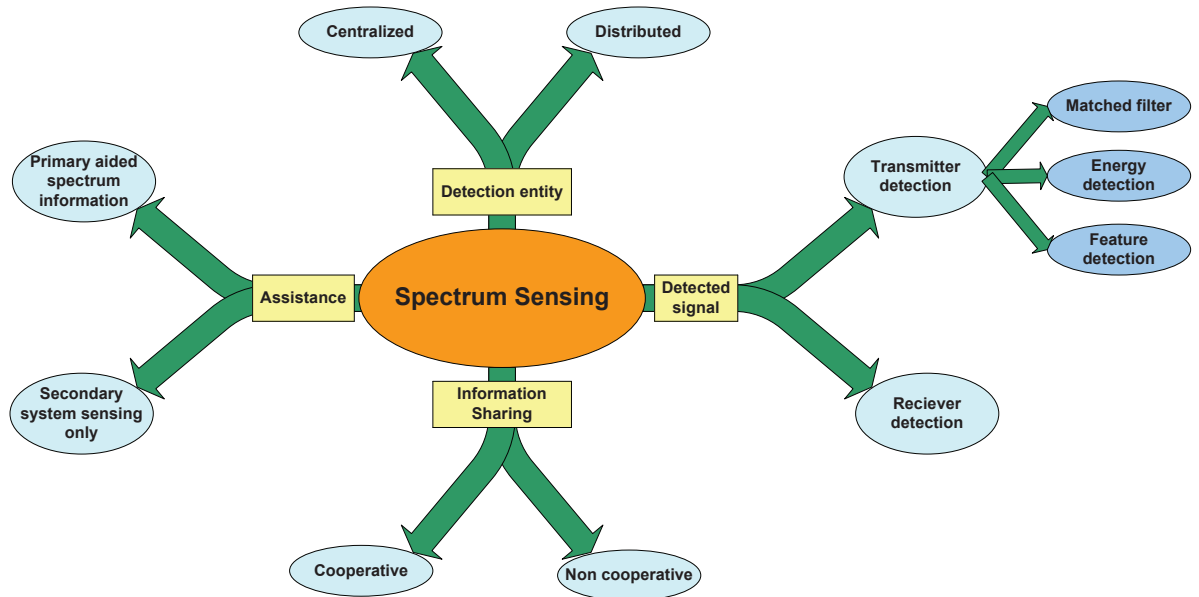 Centralized
Distributed
Matched filter
Primary aided
spectrum
information
Transmitter
detection
Energy
detection
Detection entity
Feature
detection
Assistance
Spectrum Sensing
Detected
signal
Secondary
system sensing
only
Information
Sharing
Reciever
detection
Cooperative
Non cooperative